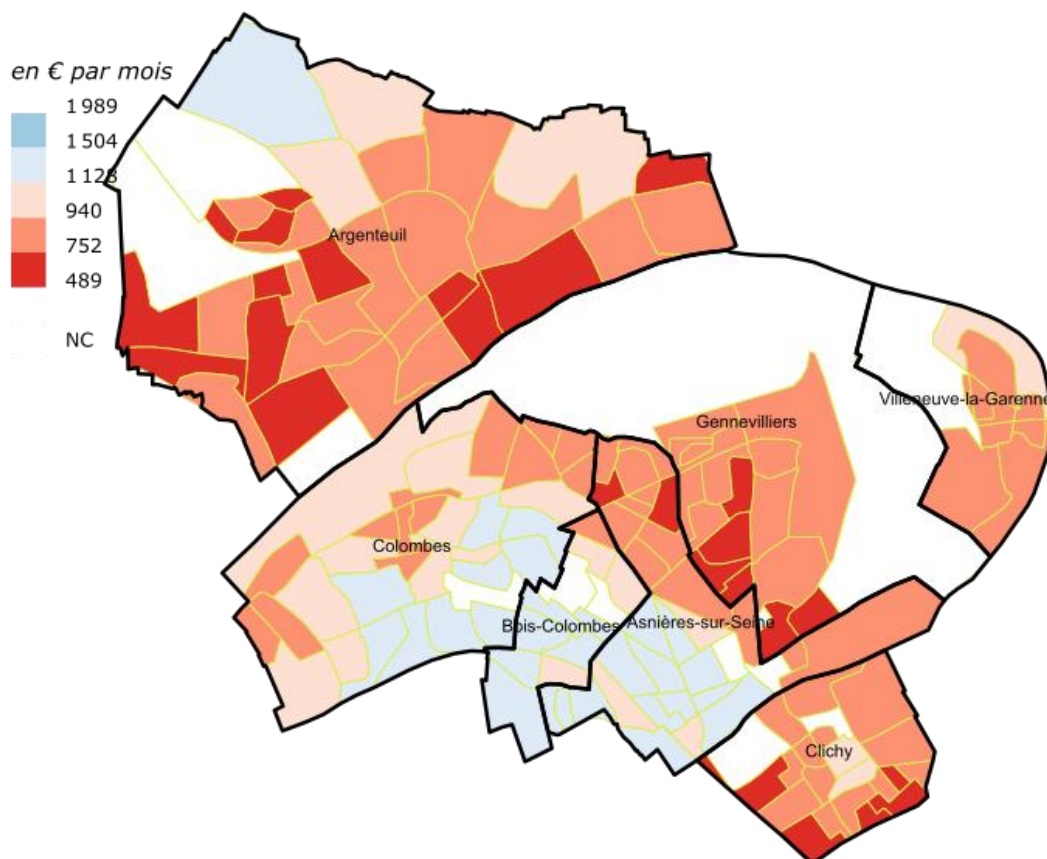 en € par mois
1 989
1 504
1 128
940
752
489
NC
Argenteuil
Villeneuve-la-Garenne
Gennevilliers
Colombes
Bois-Colombes
Asnières-sur-Seine
Clichy